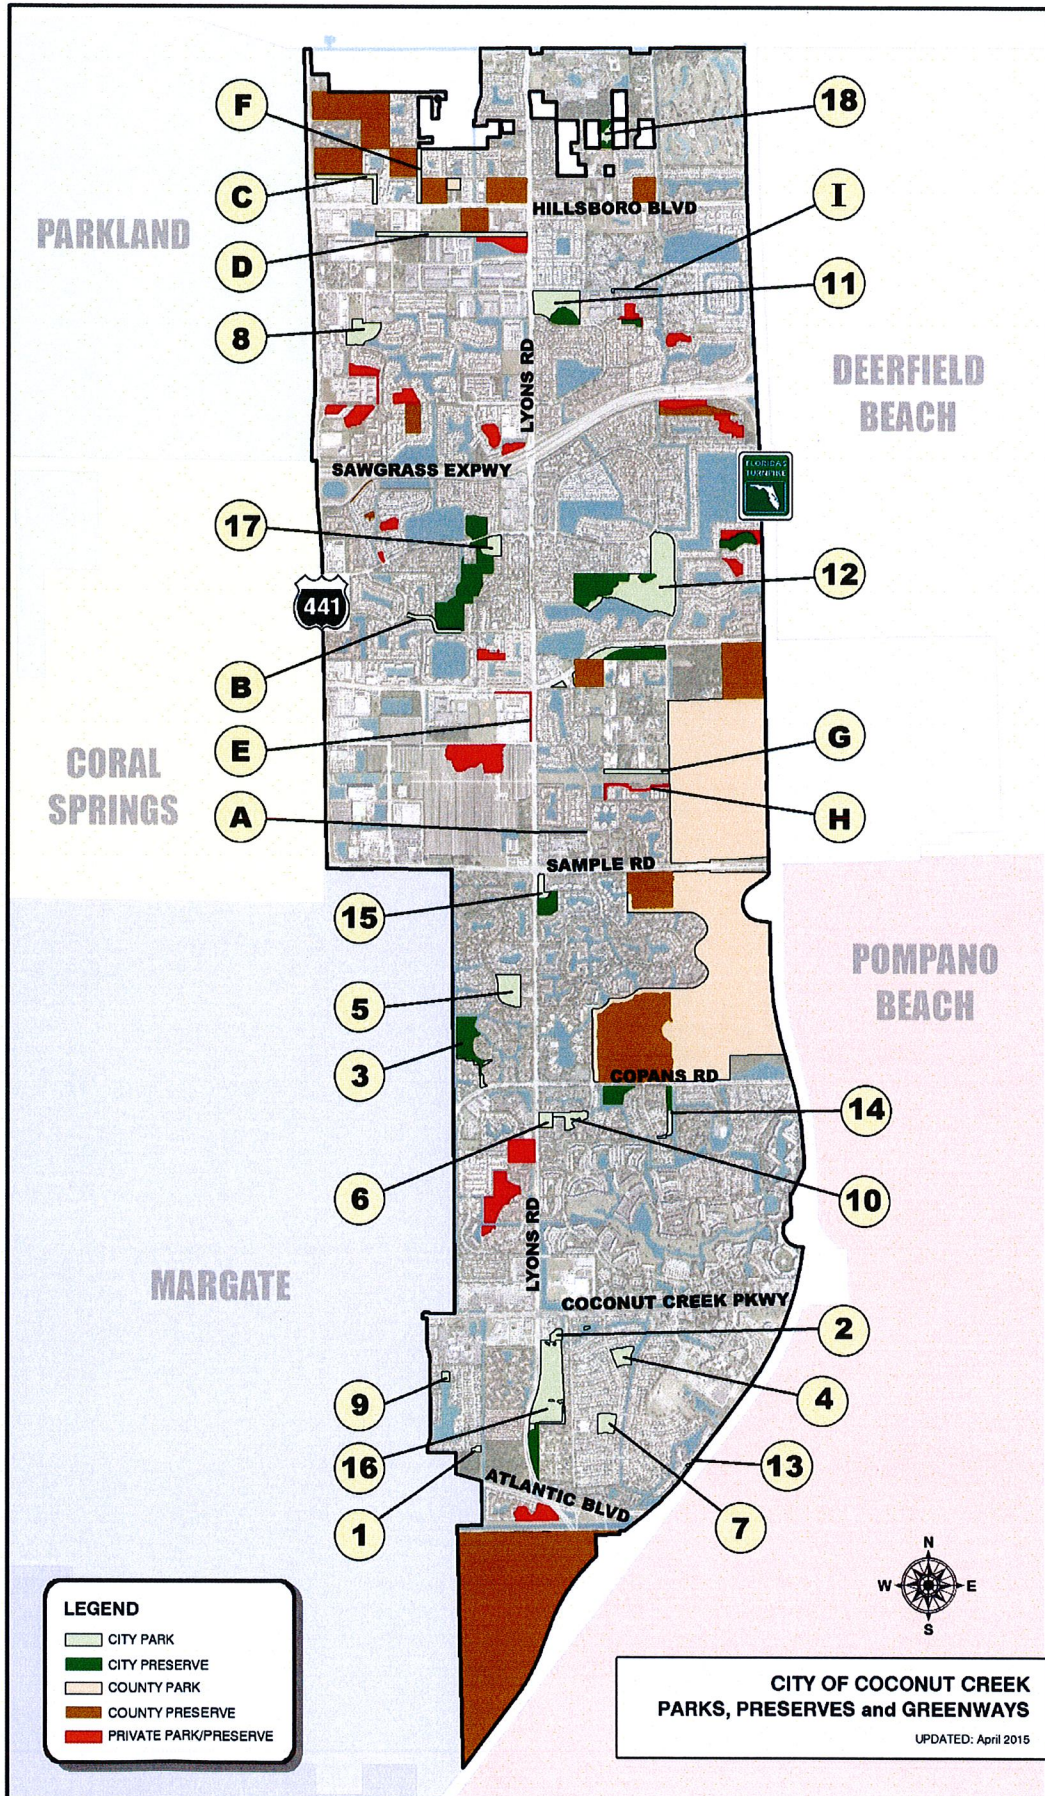 F
18
C
HILLSBORO BLVD
I
PARKLAND
D
11
8
LYONS RD
DEERFIELD
BEACH
SAWGRASS EXPWY
FLORIDA'S
TURNPIKE
17
12
441
B
E
G
CORAL
SPRINGS
A
H
SAMPLE RD
15
5
POMPANO
BEACH
3
COPANS RD
14
6
10
LYONS RD
MARGATE
COCONUT CREEK PKWY
2
9
4
16
13
ATLANTIC BLVD
1
7
N
W E
S
LEGEND
CITY PARK
CITY PRESERVE
COUNTY PARK
COUNTY PRESERVE
PRIVATE PARK/PRESERVE
CITY OF COCONUT CREEK
PARKS, PRESERVES and GREENWAYS
UPDATED: April 2015